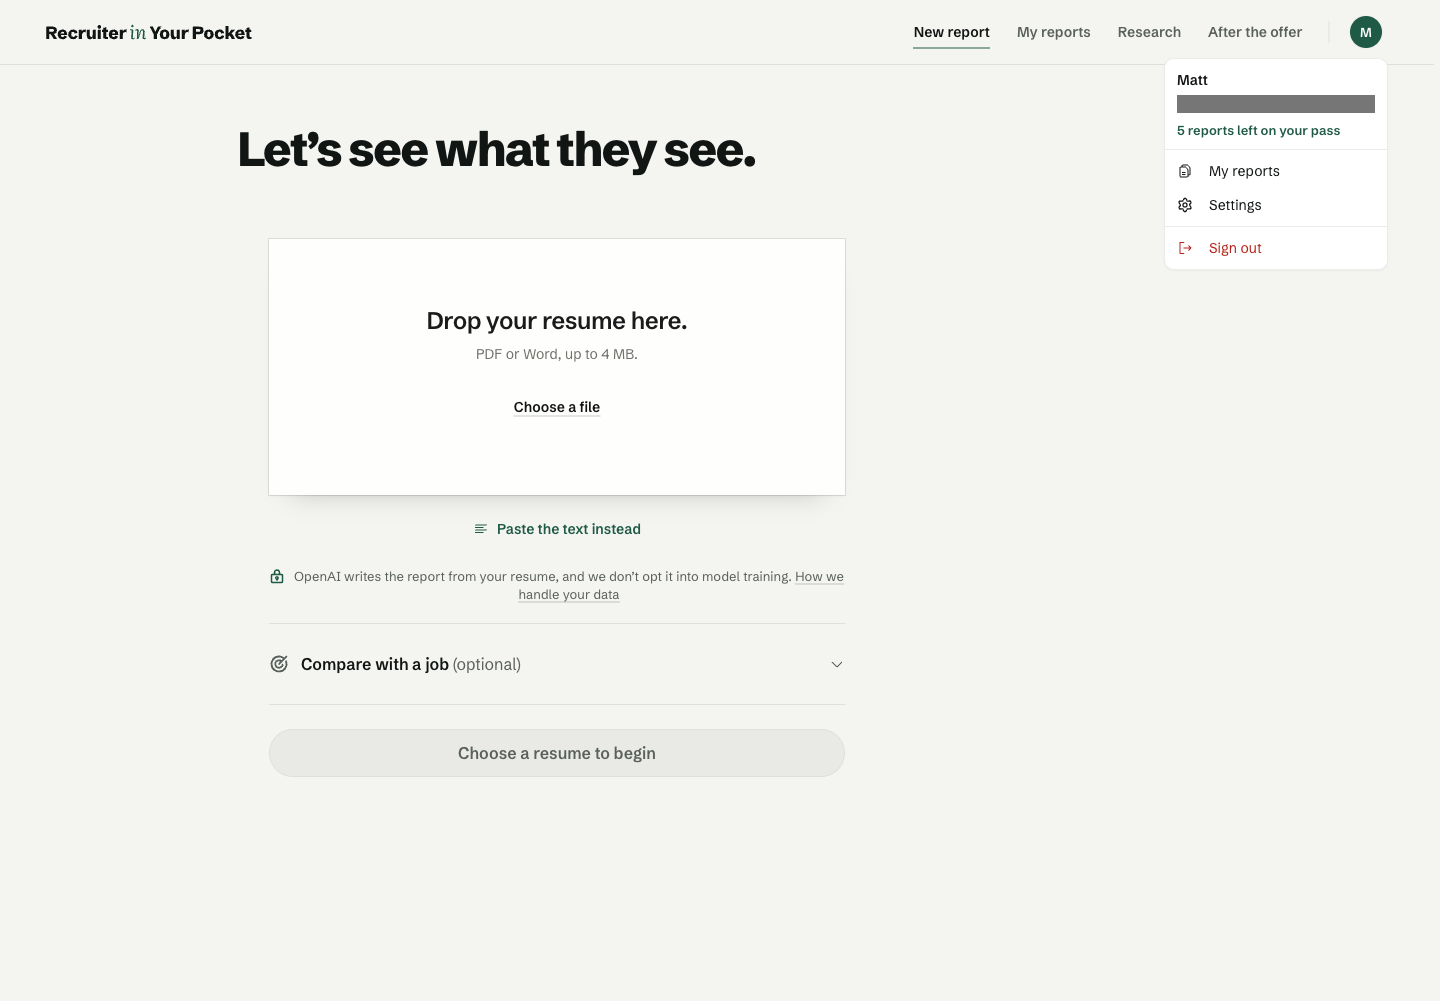 Recruiter in Your Pocket
New report
My reports
Research
After the offer
M
Matt
5 reports left on your pass
My reports
Settings
Sign out
Let’s see what they see.
Drop your resume here.
PDF or Word, up to 4 MB.
Choose a file
Paste the text instead
OpenAI writes the report from your resume, and we don’t opt it into model training. How we
handle your data
Compare with a job (optional)
Choose a resume to begin